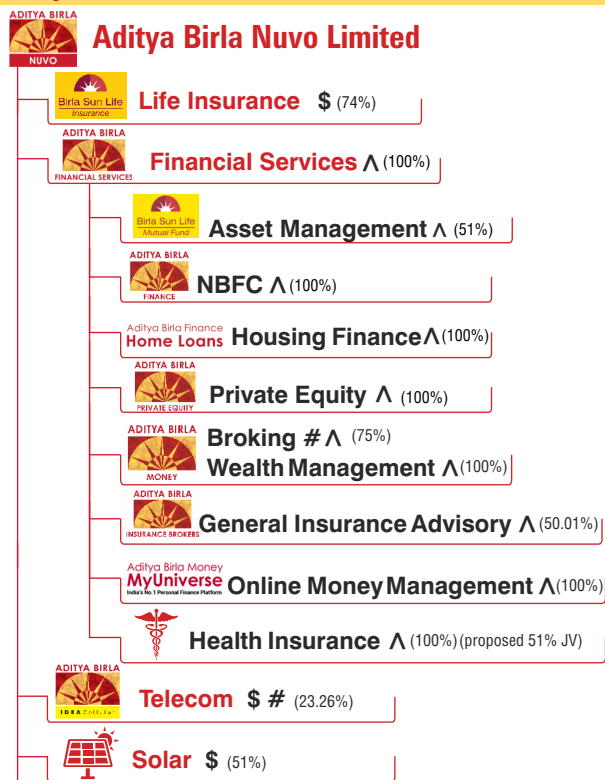 ADITYA BIRLA
NUVO
Aditya Birla Nuvo Limited
Birla Sun Life
Insurance
Life Insurance $ (74%)
ADITYA BIRLA
FINANCIAL SERVICES
Financial Services Λ (100%)
Birla Sun Life
Mutual Fund
Asset Management Λ (51%)
ADITYA BIRLA
FINANCE
NBFC Λ (100%)
Aditya Birla Finance
Home Loans
Housing Finance Λ (100%)
ADITYA BIRLA
PRIVATE EQUITY
Private Equity Λ (100%)
ADITYA BIRLA
MONEY
Broking # Λ (75%)
Wealth Management Λ (100%)
ADITYA BIRLA
INSURANCE BROKERS
General Insurance Advisory Λ (50.01%)
Aditya Birla Money
MyUniverse
India's No.1 Personal Finance Platform
Online Money Management Λ (100%)
Health Insurance Λ (100%) (proposed 51% JV)
ADITYA BIRLA
IDEA Cellular
Telecom $ # (23.26%)
Solar $ (51%)